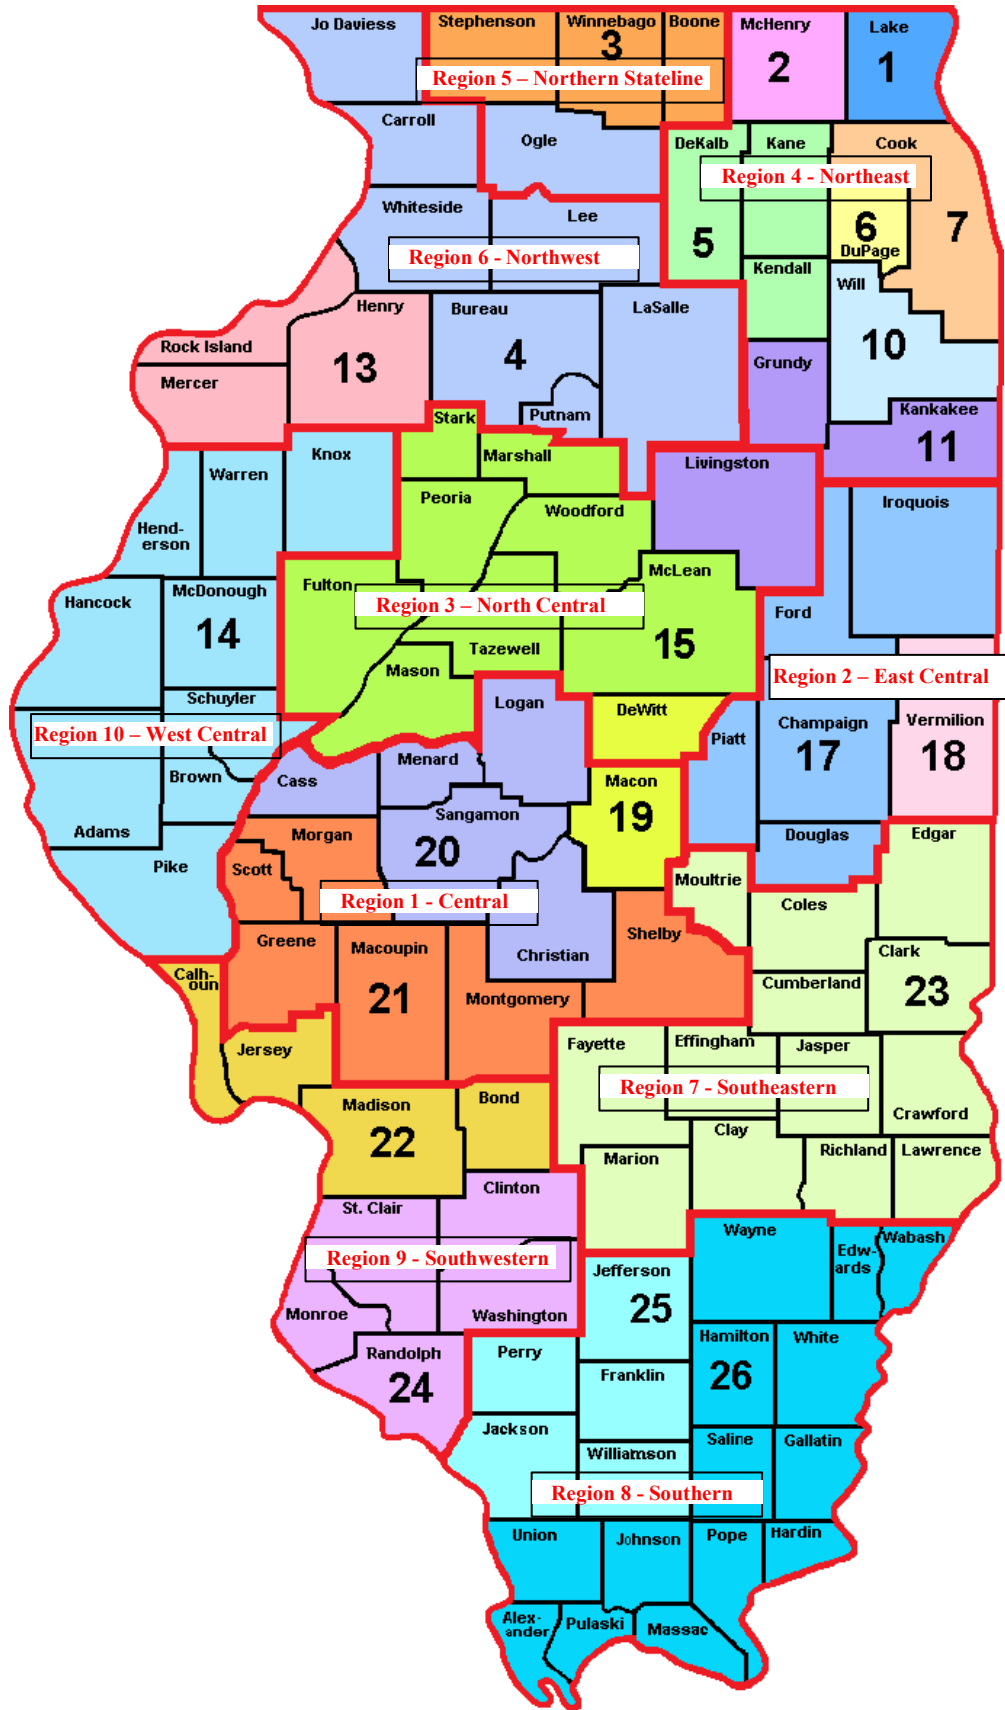 Jo Daviess
Stephenson
Winnebago
Boone
McHenry
Lake
3
2
1
Region 5 – Northern Stateline
Carroll
Ogle
DeKalb
Kane
Cook
Region 4 - Northeast
Whiteside
Lee
5
6
7
DuPage
Region 6 - Northwest
Kendall
Will
Henry
Bureau
LaSalle
Rock Island
13
4
10
Mercer
Grundy
Putnam
Stark
Kankakee
11
Knox
Marshall
Livingston
Warren
Peoria
Woodford
Iroquois
Hend-
erson
McLean
Fulton
McDonough
Hancock
Region 3 – North Central
Ford
14
15
Tazewell
Mason
Region 2 – East Central
Schuyler
Logan
DeWitt
Champaign
Vermilion
Region 10 – West Central
Piatt
17
18
Menard
Brown
Cass
Macon
Sangamon
19
Adams
Morgan
20
Douglas
Edgar
Pike
Scott
Moultrie
Region 1 - Central
Coles
Greene
Shelby
Macoupin
Christian
Clark
Calh-
oun
21
Cumberland
23
Montgomery
Jersey
Fayette
Effingham
Jasper
Region 7 - Southeastern
Madison
Bond
Crawford
22
Clay
Marion
Richland
Lawrence
Clinton
St. Clair
Wayne
Wabash
Region 9 - Southwestern
Edw-
ards
Jefferson
Monroe
Washington
25
Hamilton
White
Randolph
Perry
24
Franklin
26
Jackson
Saline
Gallatin
Williamson
Region 8 - Southern
Union
Johnson
Pope
Hardin
Alex-
ander
Pulaski
Massac